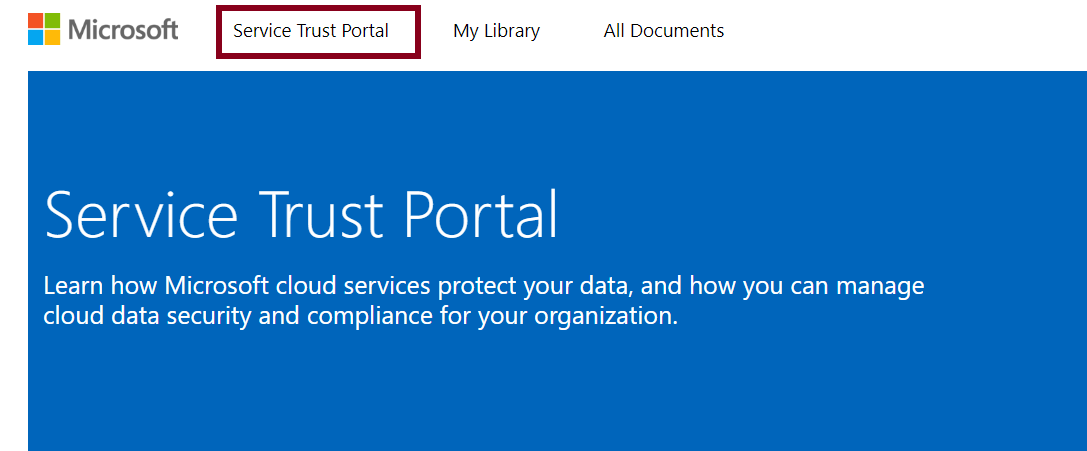 Microsoft Service Trust Portal My Library All Documents
Service Trust Portal
Learn how Microsoft cloud services protect your data, and how you can manage
cloud data security and compliance for your organization.